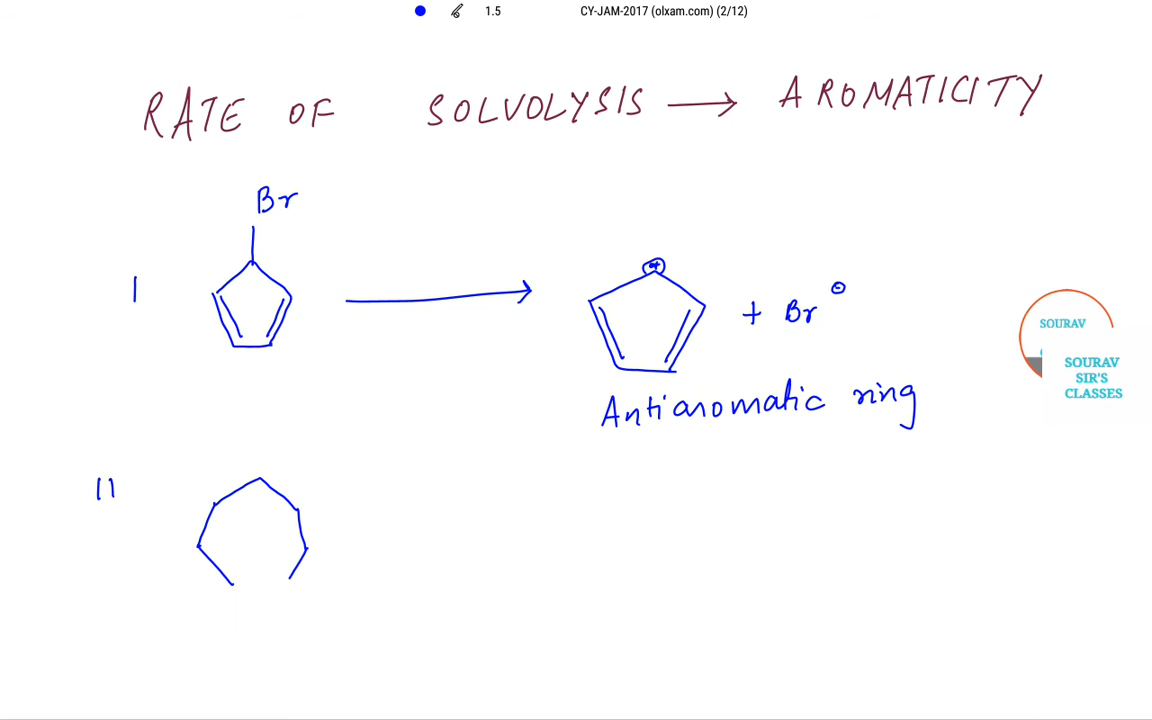 1.5 CY-JAM-2017 (olxam.com) (2/12)
RATE OF SOLVOLYSIS → AROMATICITY
Br
I
+
+ Br ⊖
SOURAV
SOURAV
SIR'S
CLASSES
Antiaromatic ring
II